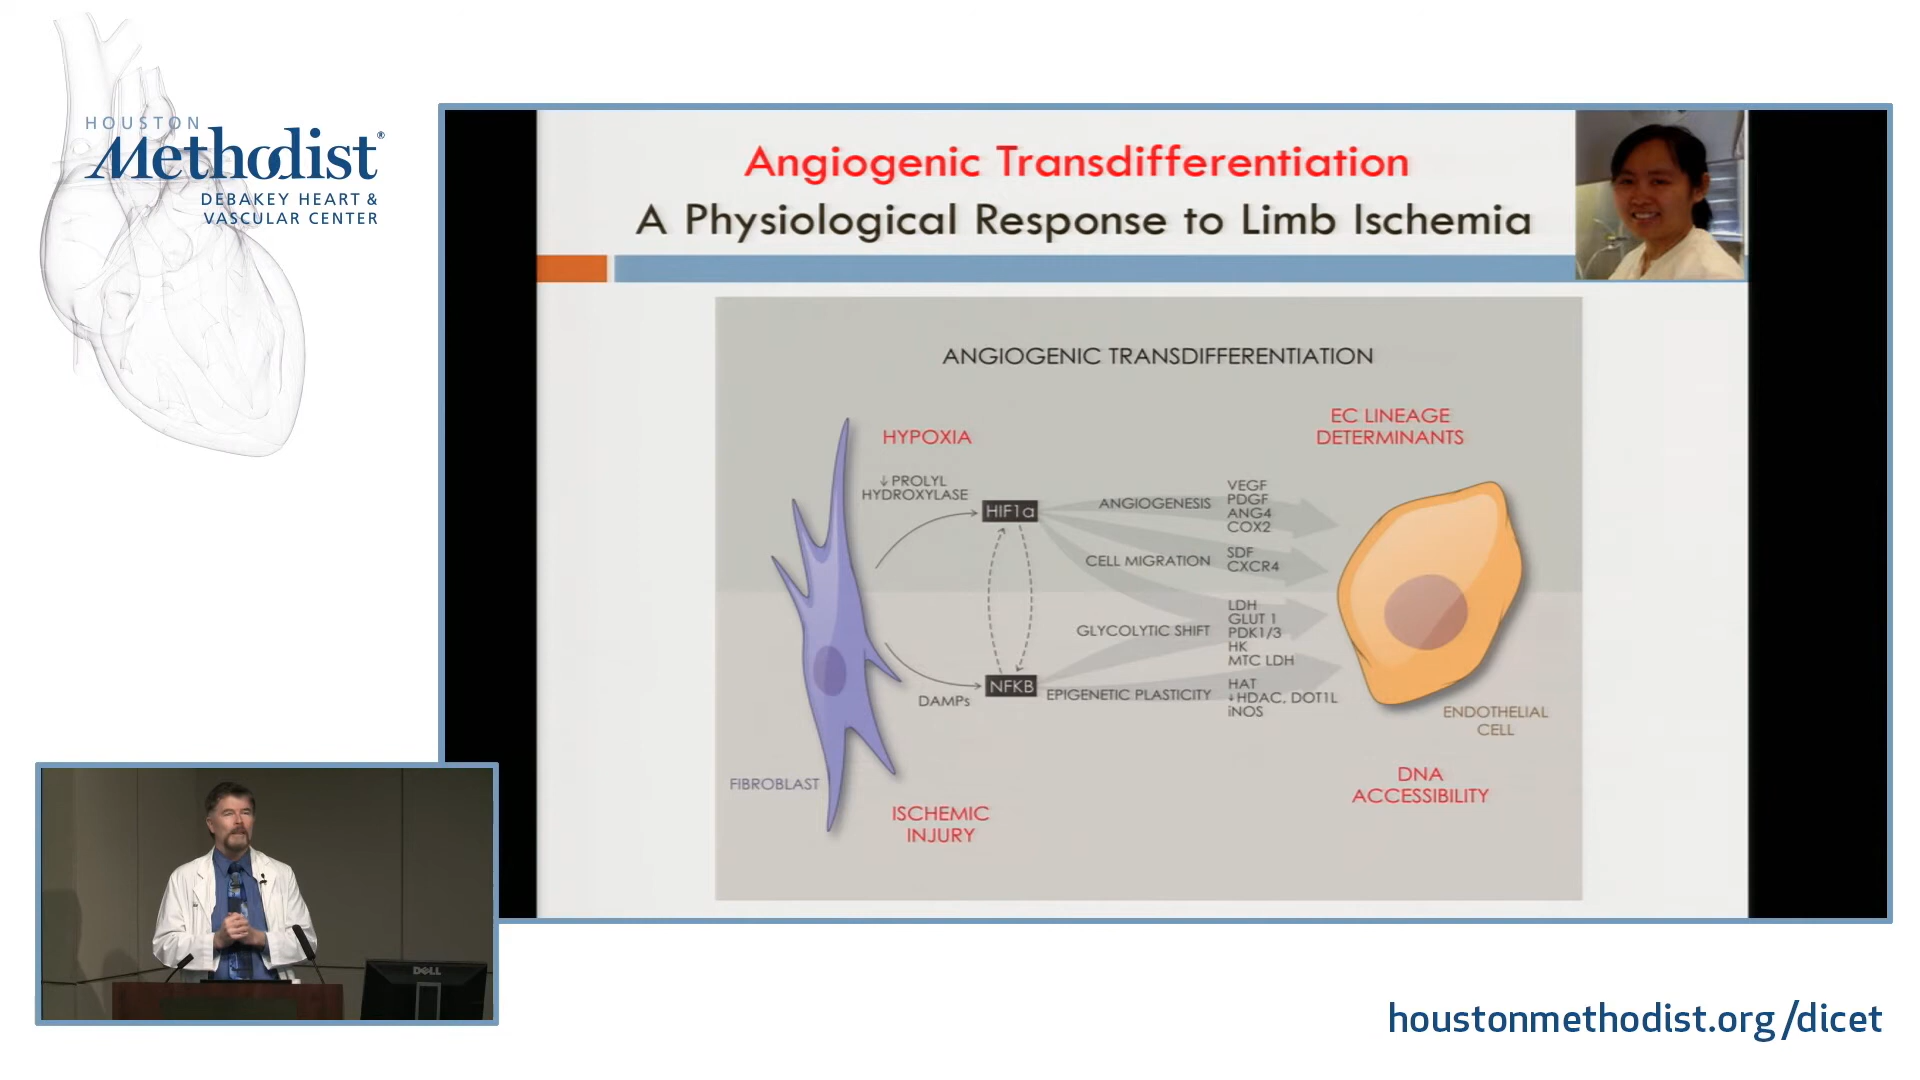 HOUSTON
Methodist®
DEBAKEY HEART &
VASCULAR CENTER
Angiogenic Transdifferentiation
A Physiological Response to Limb Ischemia
ANGIOGENIC TRANSDIFFERENTIATION
HYPOXIA
↓ PROLYL
HYDROXYLASE
HIF1α
ANGIOGENESIS
VEGF
PDGF
ANG4
COX2
CELL MIGRATION
SDF
CXCR4
GLYCOLYTIC SHIFT
LDH
GLUT 1
PDK1/3
HK
MTC LDH
DAMPs
NFKB
EPIGENETIC PLASTICITY
HAT
↓HDAC, DOT1L
iNOS
EC LINEAGE
DETERMINANTS
ENDOTHELIAL
CELL
FIBROBLAST
ISCHEMIC
INJURY
DNA
ACCESSIBILITY
DELL
houstonmethodist.org/dicet